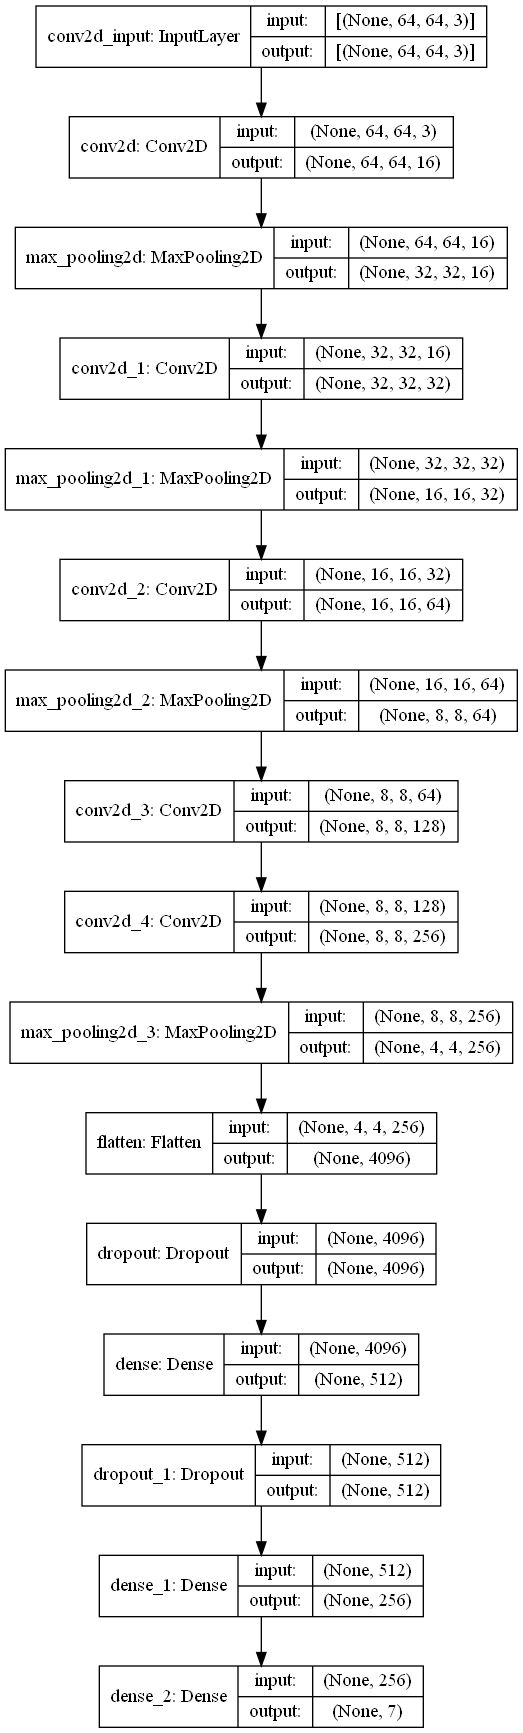 conv2d_input: InputLayer
input: [(None, 64, 64, 3)]
output: [(None, 64, 64, 3)]
conv2d: Conv2D
input: (None, 64, 64, 3)
output: (None, 64, 64, 16)
max_pooling2d: MaxPooling2D
input: (None, 64, 64, 16)
output: (None, 32, 32, 16)
conv2d_1: Conv2D
input: (None, 32, 32, 16)
output: (None, 32, 32, 32)
max_pooling2d_1: MaxPooling2D
input: (None, 32, 32, 32)
output: (None, 16, 16, 32)
conv2d_2: Conv2D
input: (None, 16, 16, 32)
output: (None, 16, 16, 64)
max_pooling2d_2: MaxPooling2D
input: (None, 16, 16, 64)
output: (None, 8, 8, 64)
conv2d_3: Conv2D
input: (None, 8, 8, 64)
output: (None, 8, 8, 128)
conv2d_4: Conv2D
input: (None, 8, 8, 128)
output: (None, 8, 8, 256)
max_pooling2d_3: MaxPooling2D
input: (None, 8, 8, 256)
output: (None, 4, 4, 256)
flatten: Flatten
input: (None, 4, 4, 256)
output: (None, 4096)
dropout: Dropout
input: (None, 4096)
output: (None, 4096)
dense: Dense
input: (None, 4096)
output: (None, 512)
dropout_1: Dropout
input: (None, 512)
output: (None, 512)
dense_1: Dense
input: (None, 512)
output: (None, 256)
dense_2: Dense
input: (None, 256)
output: (None, 7)